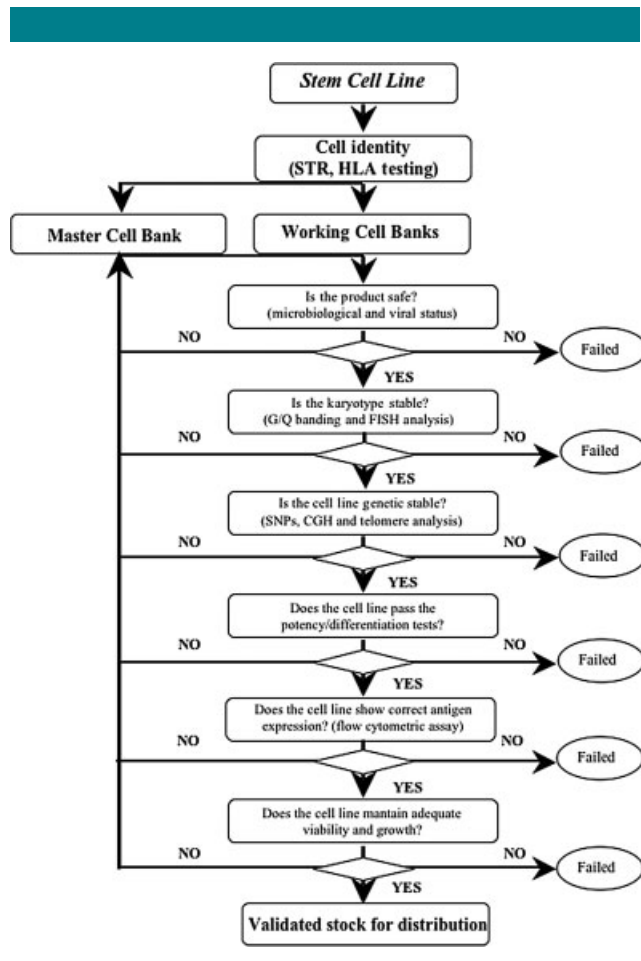 Stem Cell Line
Cell identity
(STR, HLA testing)
Master Cell Bank
Working Cell Banks
Is the product safe?
(microbiological and viral status)
NO
NO
Failed
YES
Is the karyotype stable?
(G/Q banding and FISH analysis)
NO
NO
Failed
YES
Is the cell line genetic stable?
(SNPs, CGH and telomere analysis)
NO
NO
Failed
YES
Does the cell line pass the
potency/differentiation tests?
NO
NO
Failed
YES
Does the cell line show correct antigen
expression? (flow cytometric assay)
NO
NO
Failed
YES
Does the cell line mantain adequate
viability and growth?
NO
NO
Failed
YES
Validated stock for distribution